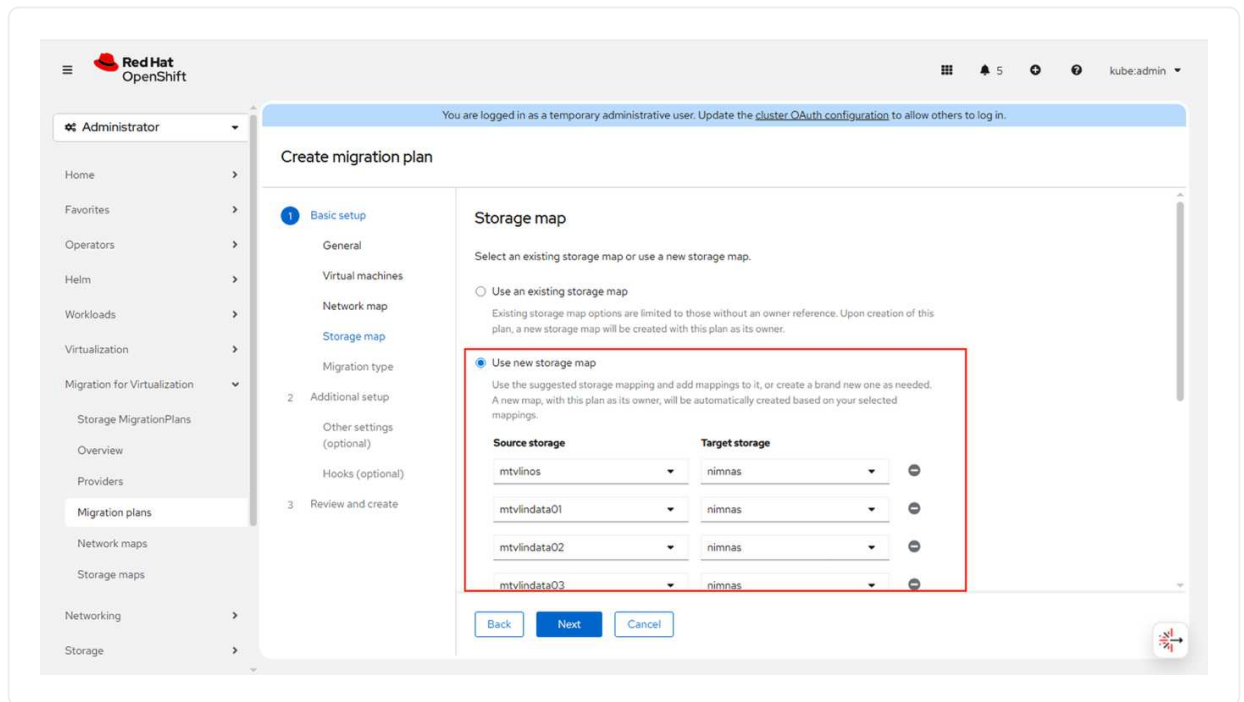 Red Hat
OpenShift
5
kube:admin
Administrator
Home
Favorites
Operators
Helm
Workloads
Virtualization
Migration for Virtualization
Storage MigrationPlans
Overview
Providers
Migration plans
Network maps
Storage maps
Networking
Storage
You are logged in as a temporary administrative user. Update the cluster OAuth configuration to allow others to log in.
Create migration plan
1 Basic setup
General
Virtual machines
Network map
Storage map
Migration type
2 Additional setup
Other settings
(optional)
Hooks (optional)
3 Review and create
Storage map
Select an existing storage map or use a new storage map.
Use an existing storage map
Existing storage map options are limited to those without an owner reference. Upon creation of this
plan, a new storage map will be created with this plan as its owner.
Use new storage map
Use the suggested storage mapping and add mappings to it, or create a brand new one as needed.
A new map, with this plan as its owner, will be automatically created based on your selected
mappings.
Source storage Target storage
mtvlinos nimnas
mtvlindata01 nimnas
mtvlindata02 nimnas
mtvlindata03 nimnas
Back Next Cancel